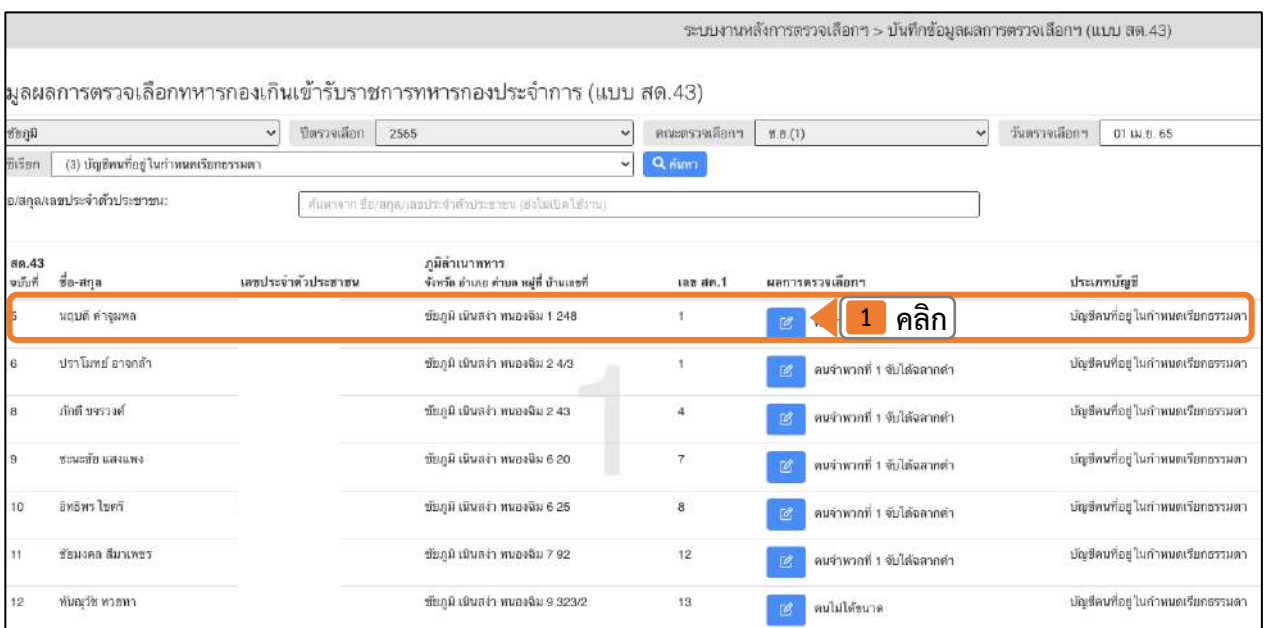 ระบบงานหลังการตรวจเลือกฯ > บันทึกข้อมูลผลการตรวจเลือกฯ (แบบ สด.43)
มูลผลการตรวจเลือกทหารกองเกินเข้ารับราชการทหารกองประจำการ (แบบ สด.43)
ชัยภูมิ ปีตรวจเลือก 2565 คณะตรวจเลือกฯ ช.ย.(1) วันตรวจเลือกฯ 01 เม.ย. 65
ชีเรียก (3) บัญชีคนที่อยู่ในกำหนดเรียกธรรมดา ค้นหา
อ/สกุล/เลขประจำตัวประชาชน: ค้นหาจาก ชื่อ/สกุล/เลขประจำตัวประชาชน (ยังไม่เปิดใช้งาน)
สด.43 ภูมิลำเนาทหาร
ฉบับที่ ชื่อ-สกุล เลขประจำตัวประชาชน จังหวัด อำเภอ ตำบล หมู่ที่ บ้านเลขที่ เลข สด.1 ผลการตรวจเลือกฯ ประเภทบัญชี
5 นฤบดี คำจุมพล ชัยภูมิ เนินสง่า หนองฉิม 1 248 1 1 คลิก บัญชีคนที่อยู่ในกำหนดเรียกธรรมดา
6 ปราโมทย์ อาจกล้า ชัยภูมิ เนินสง่า หนองฉิม 2 4/3 1 คนจำพวกที่ 1 จับได้ฉลากดำ บัญชีคนที่อยู่ในกำหนดเรียกธรรมดา
8 ภักดี ขจรวงศ์ ชัยภูมิ เนินสง่า หนองฉิม 2 43 4 คนจำพวกที่ 1 จับได้ฉลากดำ บัญชีคนที่อยู่ในกำหนดเรียกธรรมดา
9 ชนะชัย แสงแพง ชัยภูมิ เนินสง่า หนองฉิม 6 20 7 คนจำพวกที่ 1 จับได้ฉลากดำ บัญชีคนที่อยู่ในกำหนดเรียกธรรมดา
10 อิทธิพร ไชตรี ชัยภูมิ เนินสง่า หนองฉิม 6 25 8 คนจำพวกที่ 1 จับได้ฉลากดำ บัญชีคนที่อยู่ในกำหนดเรียกธรรมดา
11 ชัยมงคล สีมาเพชร ชัยภูมิ เนินสง่า หนองฉิม 7 92 12 คนจำพวกที่ 1 จับได้ฉลากดำ บัญชีคนที่อยู่ในกำหนดเรียกธรรมดา
12 พันณุวัช ทวยทา ชัยภูมิ เนินสง่า หนองฉิม 9 323/2 13 คนไม่ได้ขนาด บัญชีคนที่อยู่ในกำหนดเรียกธรรมดา
1